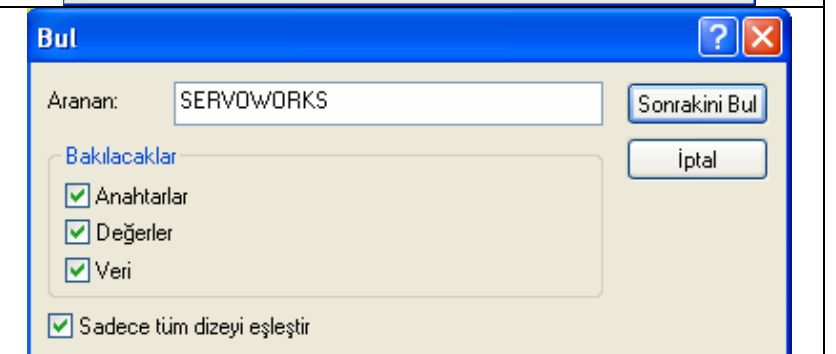 Bul
Aranan: SERVOWORKS Sonrakini Bul
Bakılacaklar İptal
Anahtarlar
Değerler
Veri
Sadece tüm dizeyi eşleştir